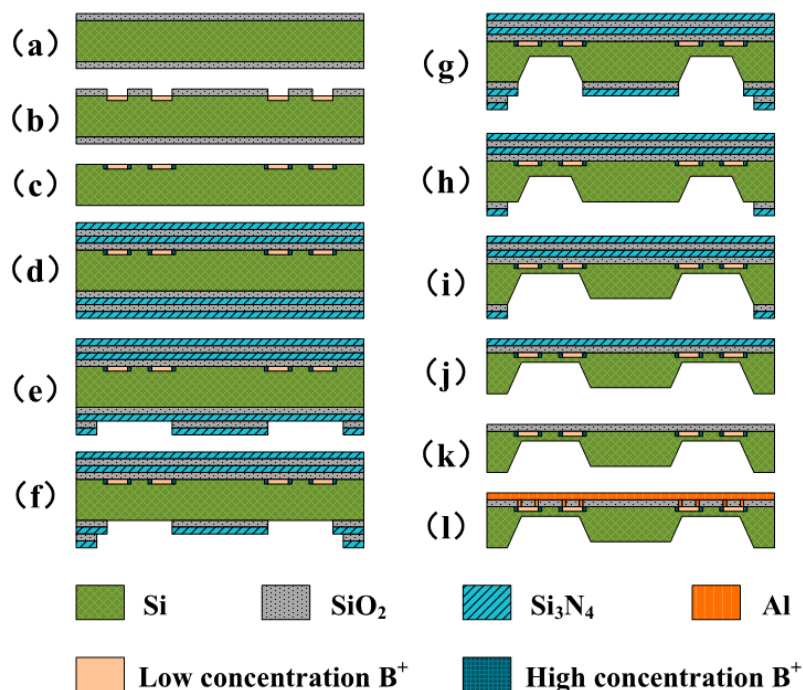 (a)
(b)
(c)
(d)
(e)
(f)
(g)
(h)
(i)
(j)
(k)
(l)
Si
SiO₂
Si₃N₄
Al
Low concentration B⁺
High concentration B⁺